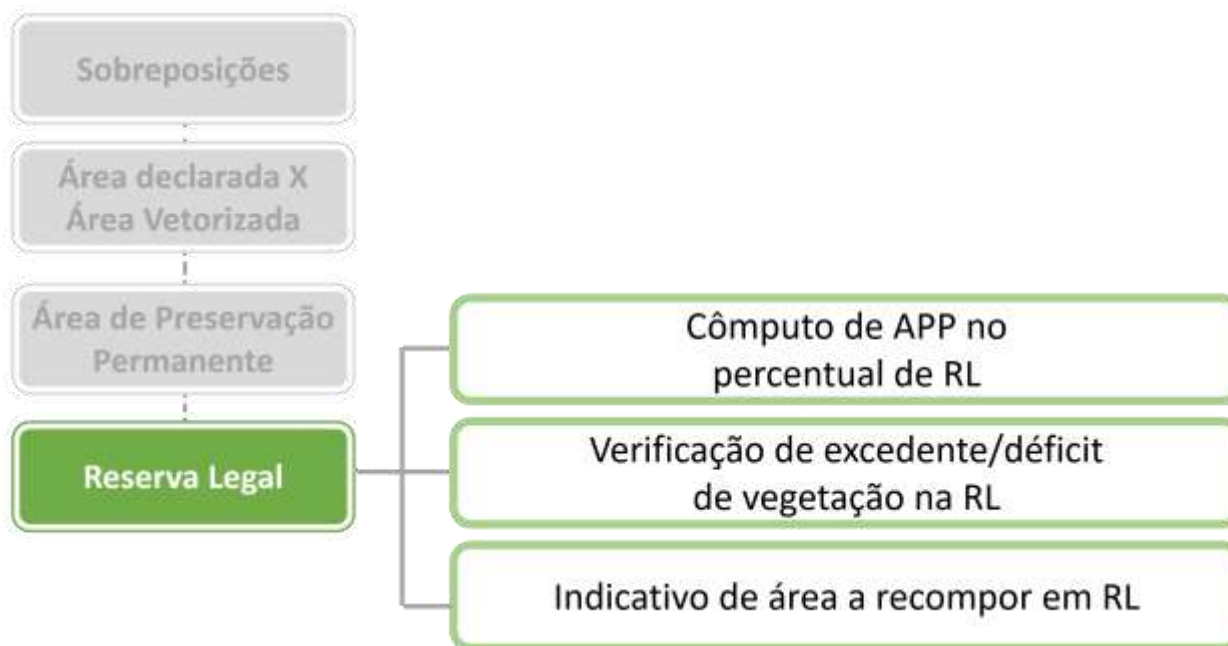 Sobreposições
Área declarada X
Área Vetorizada
Área de Preservação
Permanente
Reserva Legal
Cômputo de APP no
percentual de RL
Verificação de excedente/déficit
de vegetação na RL
Indicativo de área a recompor em RL